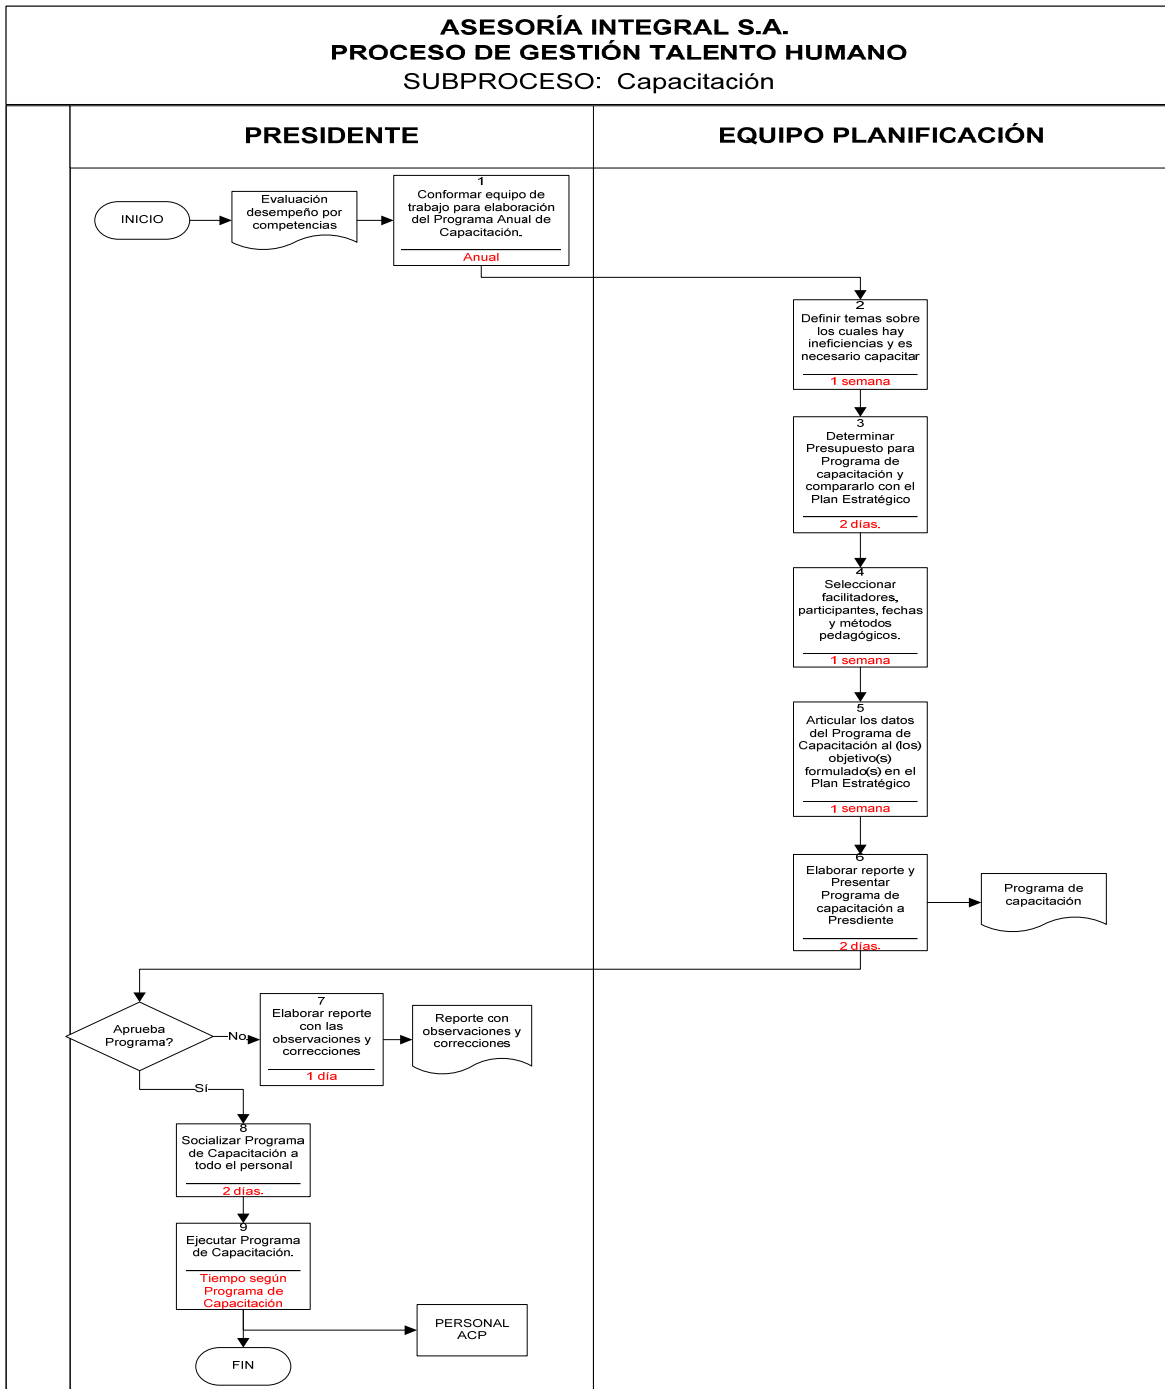 ASESORÍA INTEGRAL S.A.
PROCESO DE GESTIÓN TALENTO HUMANO
SUBPROCESO: Capacitación
PRESIDENTE
EQUIPO PLANIFICACIÓN
INICIO
Evaluación
desempeño por
competencias
1
Conformar equipo de
trabajo para elaboración
del Programa Anual de
Capacitación.
Anual
2
Definir temas sobre
los cuales hay
ineficiencias y es
necesario capacitar
1 semana
3
Determinar
Presupuesto para
Programa de
capacitación y
compararlo con el
Plan Estratégico
2 días.
4
Seleccionar
facilitadores,
participantes, fechas
y métodos
pedagógicos.
1 semana
5
Articular los datos
del Programa de
Capacitación al (los)
objetivo(s)
formulado(s) en el
Plan Estratégico
1 semana
6
Elaborar reporte y
Presentar
Programa de
capacitación a
Presdiente
2 días.
Programa de
capacitación
Aprueba
Programa?
No
7
Elaborar reporte
con las
observaciones y
correcciones
1 día
Reporte con
observaciones y
correcciones
Sí
8
Socializar Programa
de Capacitación a
todo el personal
2 días.
9
Ejecutar Programa
de Capacitación.
Tiempo según
Programa de
Capacitación
PERSONAL
ACP
FIN